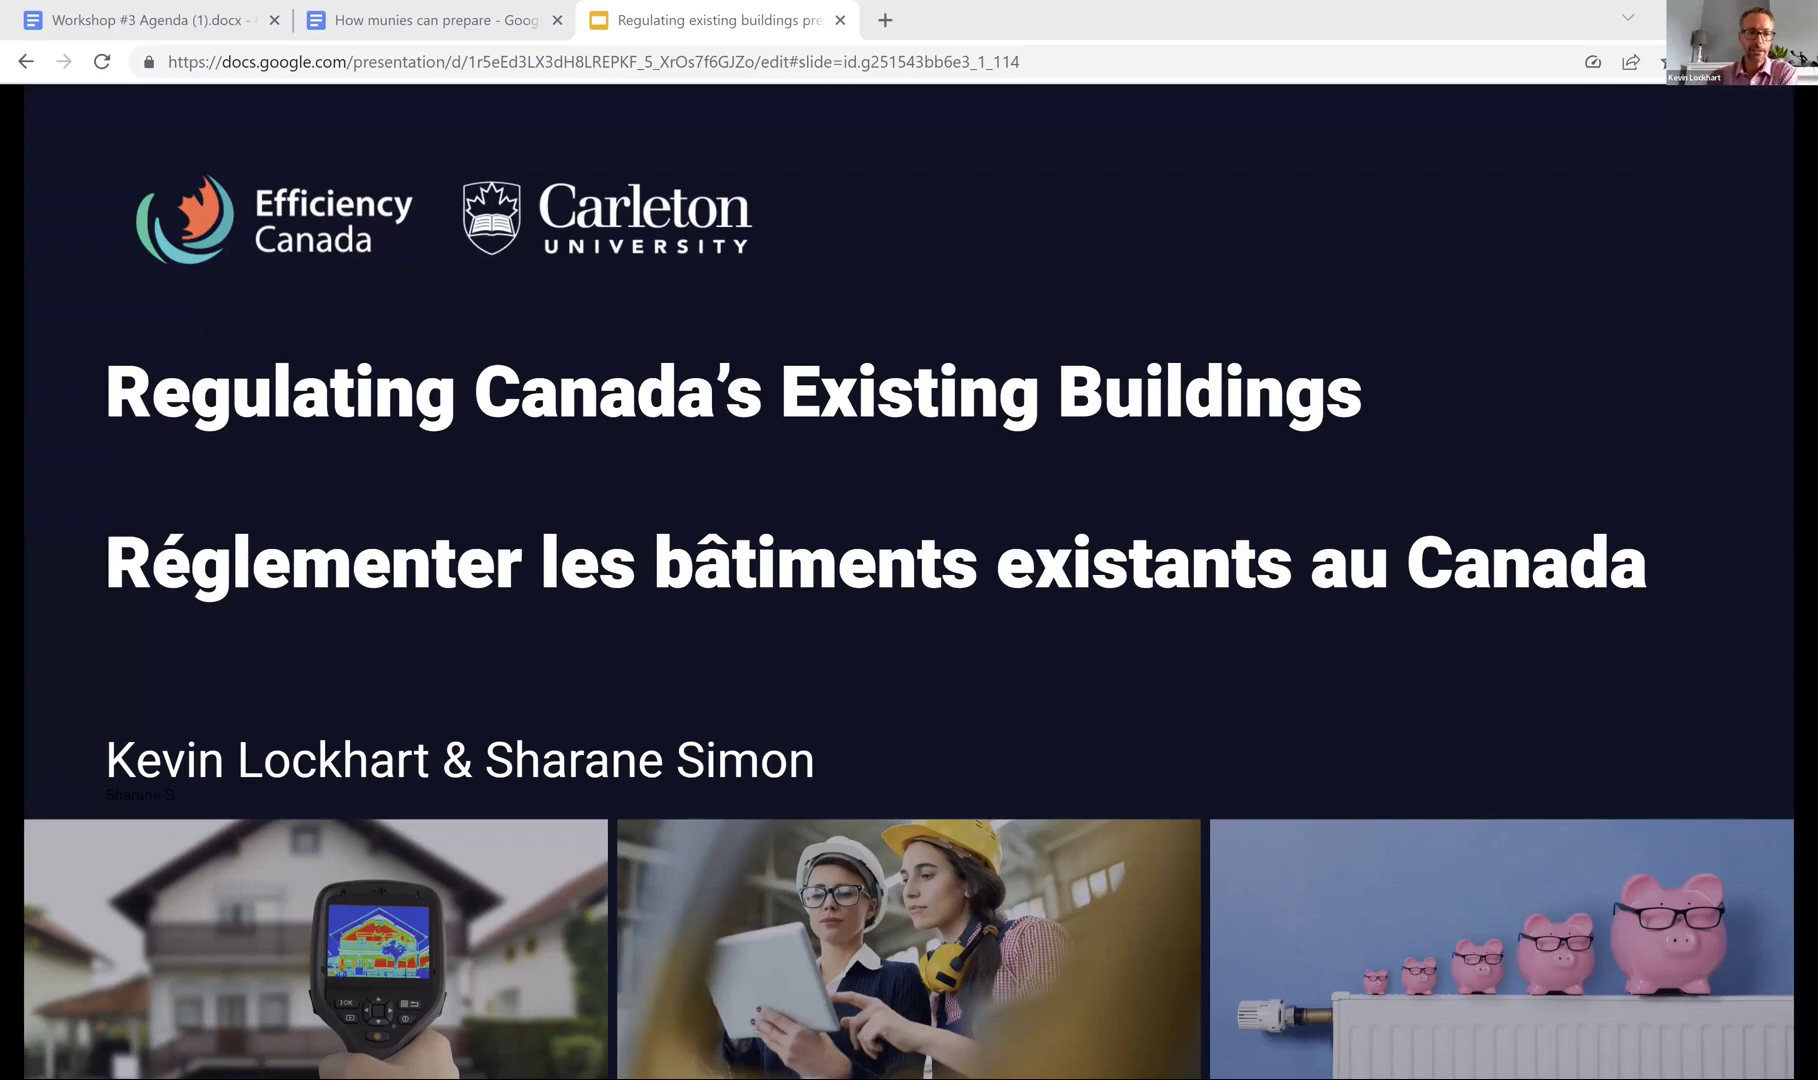 Workshop #3 Agenda (1).docx -
How munies can prepare - Goog
Regulating existing buildings pre
https://docs.google.com/presentation/d/1r5eEd3LX3dH8LREPKF_5_XrOs7f6GJZo/edit#slide=id.g251543bb6e3_1_114
Kevin Lockhart
Efficiency
Canada
Carleton
UNIVERSITY
Regulating Canada’s Existing Buildings
Réglementer les bâtiments existants au Canada
Kevin Lockhart & Sharane Simon
Sharane S